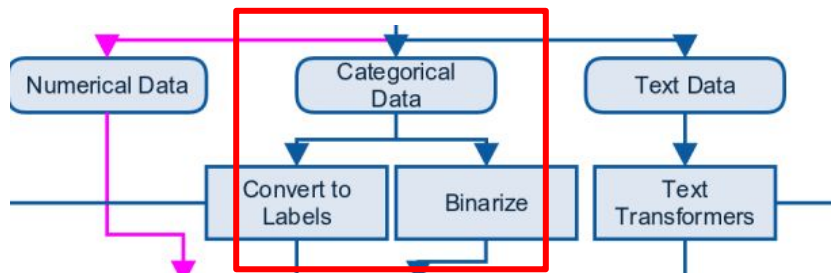 Numerical Data
Categorical
Data
Text Data
Convert to
Labels
Binarize
Text
Transformers